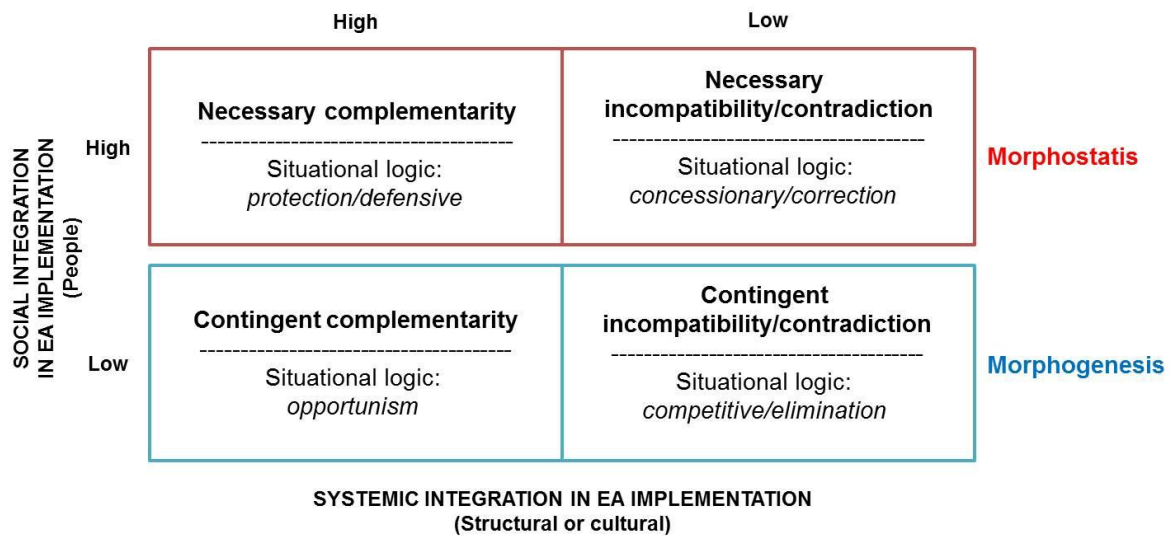 High
Low
Necessary complementarity
Situational logic:
protection/defensive
Necessary
incompatibility/contradiction
Situational logic:
concessionary/correction
High
Morphostatis
SOCIAL INTEGRATION
IN EA IMPLEMENTATION
(People)
Contingent complementarity
Situational logic:
opportunism
Contingent
incompatibility/contradiction
Situational logic:
competitive/elimination
Low
Morphogenesis
SYSTEMIC INTEGRATION IN EA IMPLEMENTATION
(Structural or cultural)